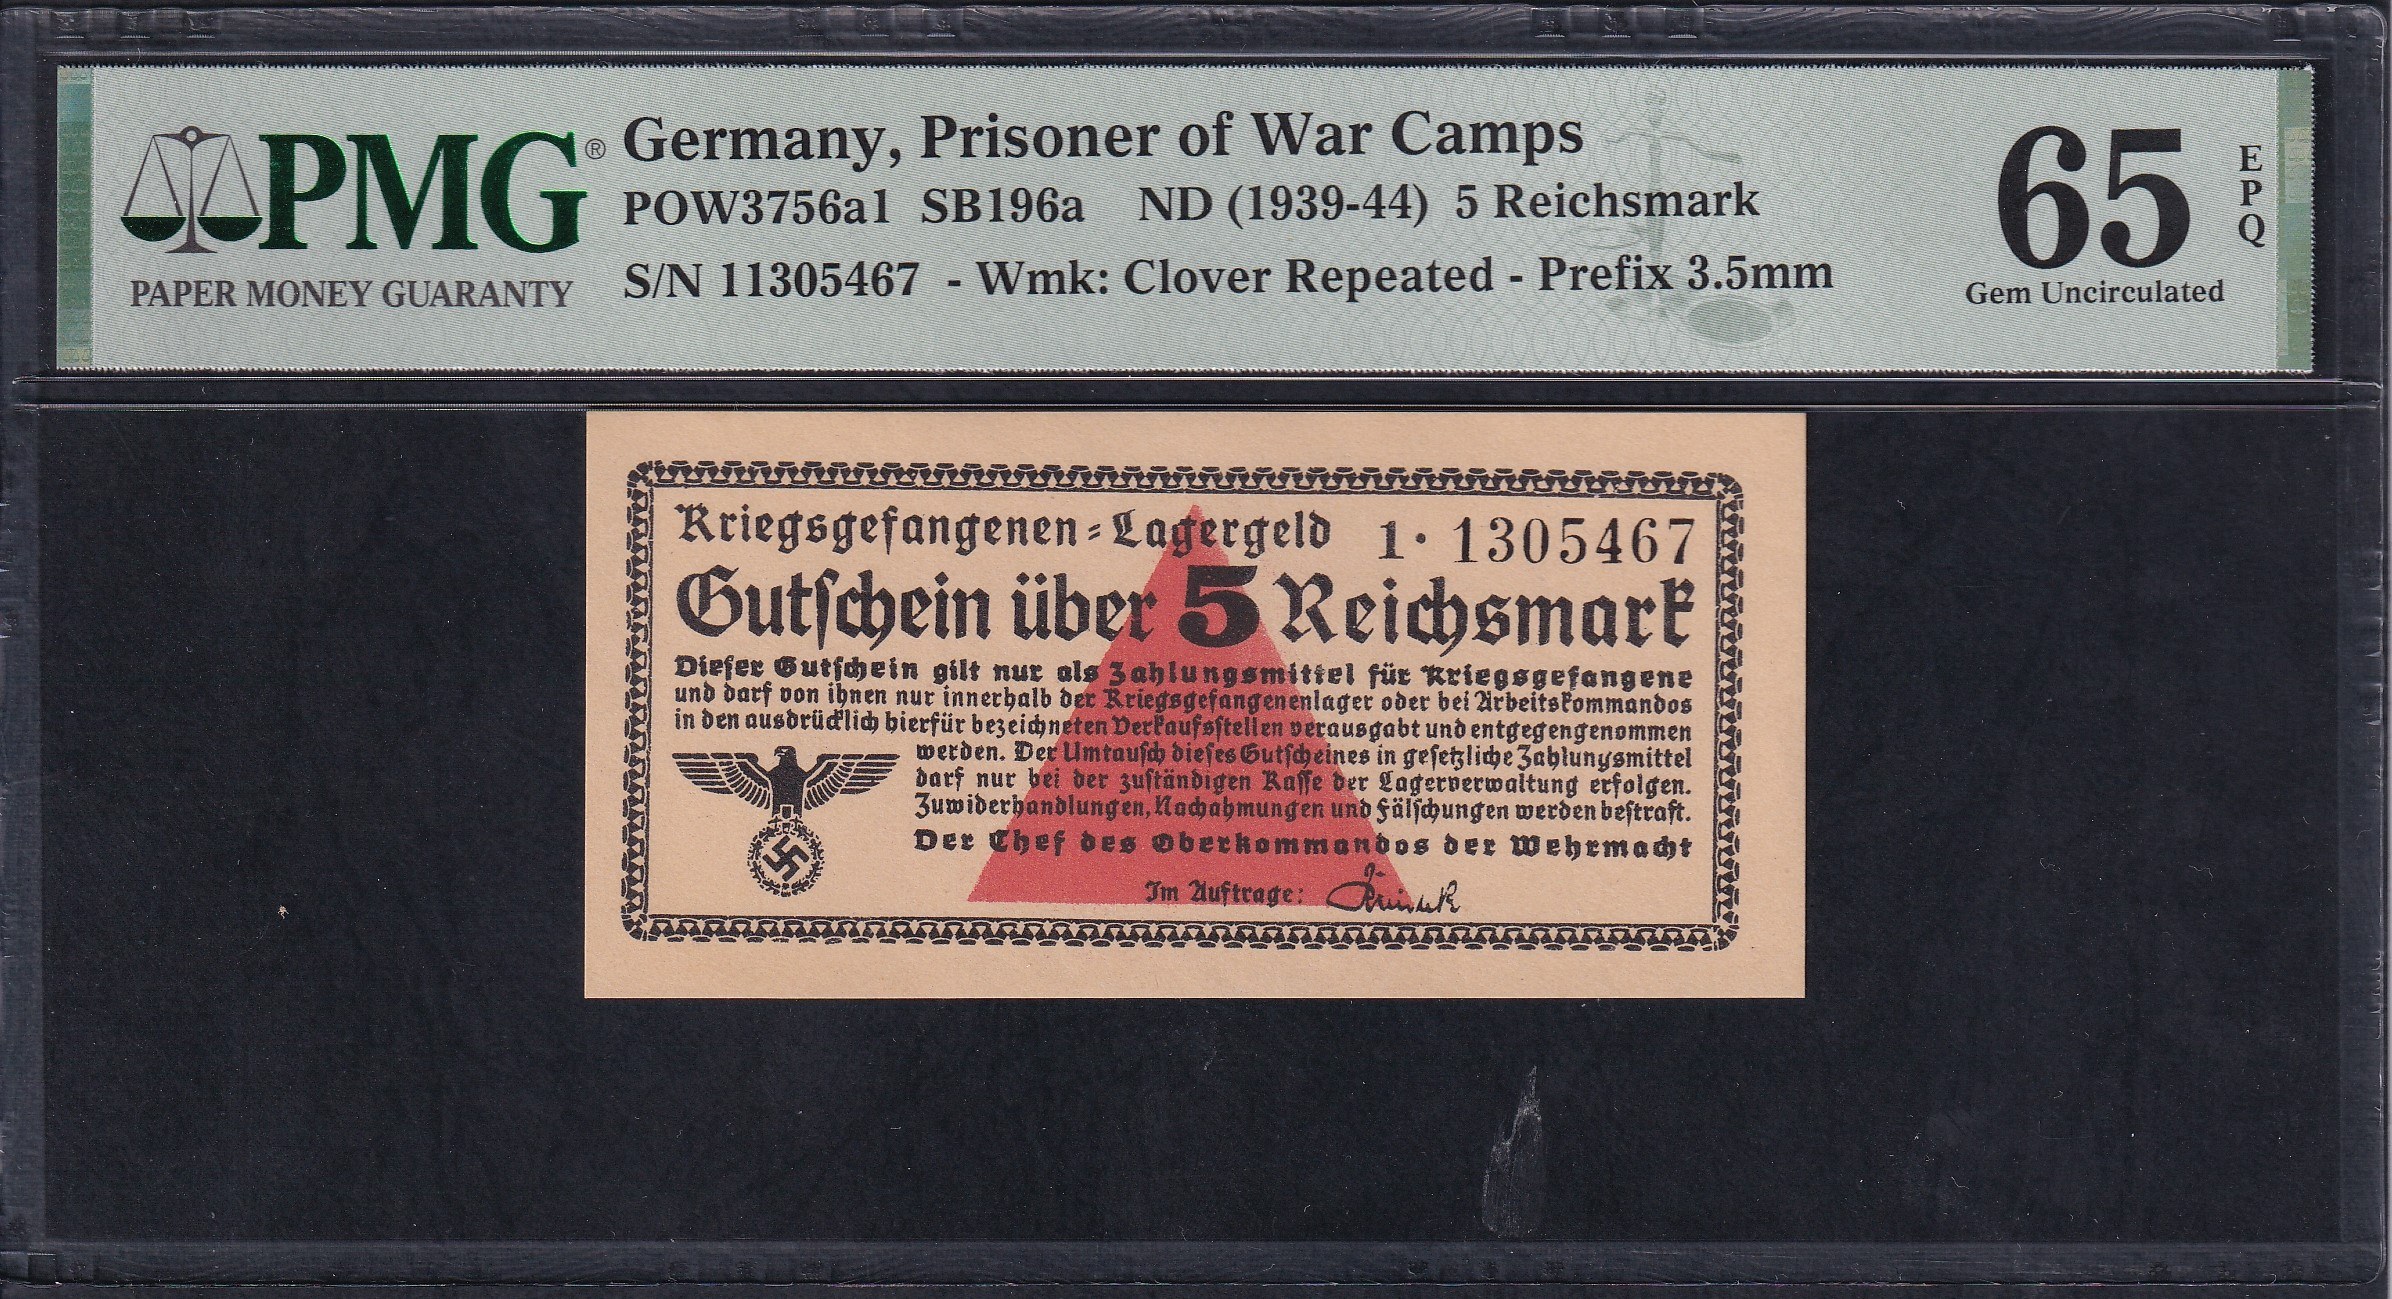 PMG®
PAPER MONEY GUARANTY
Germany, Prisoner of War Camps
POW3756a1 SB196a ND (1939-44) 5 Reichsmark
S/N 11305467 - Wmk: Clover Repeated - Prefix 3.5mm
65
EPQ
Gem Uncirculated
Kriegsgefangenen-Lagergeld 1· 1305467
Gutschein über 5 Reichsmark
Dieser Gutschein gilt nur als Zahlungsmittel für Kriegsgefangene
und darf von ihnen nur innerhalb der Kriegsgefangenenlager oder bei Arbeitskommandos
in den ausdrücklich hierfür bezeichneten Verkaufsstellen verausgabt und entgegengenommen
werden. Der Umtausch dieses Gutscheines in gesetzliche Zahlungsmittel
darf nur bei der zuständigen Kasse der Lagerverwaltung erfolgen.
Zuwiderhandlungen, Nachahmungen und Fälschungen werden bestraft.
Der Chef des Oberkommandos der Wehrmacht
Im Auftrage: